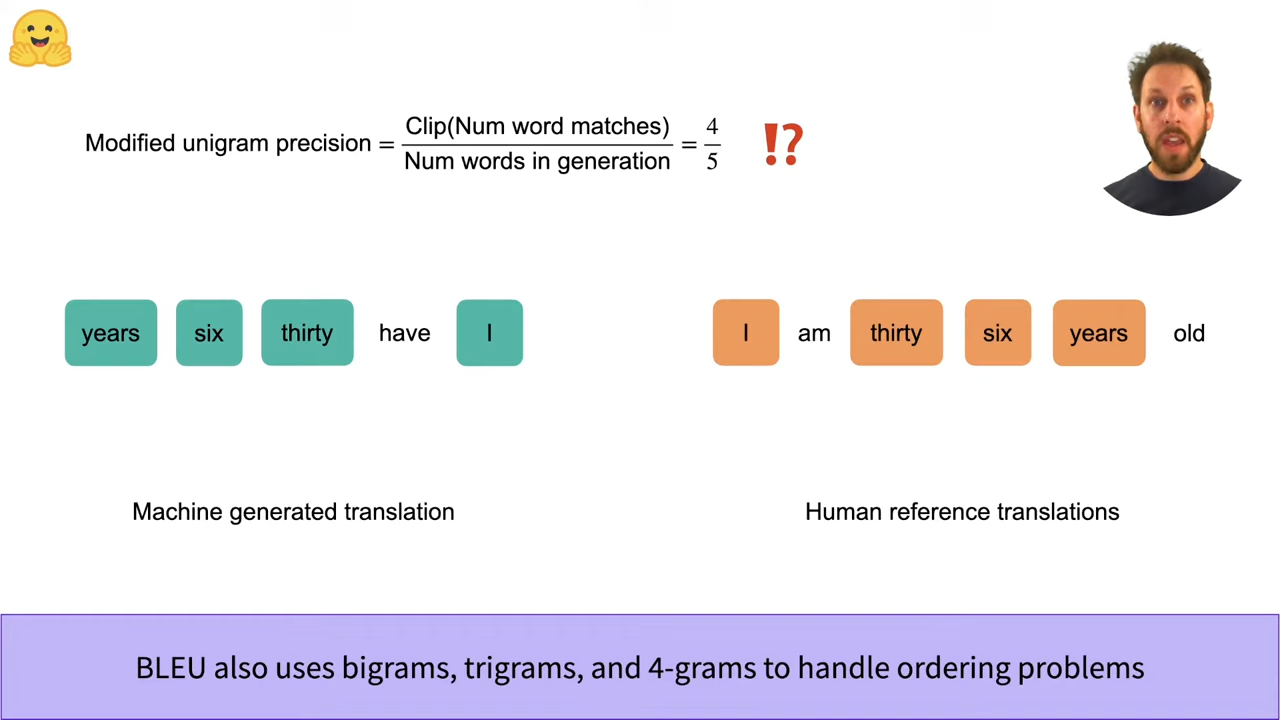 Modified unigram precision = Clip(Num word matches) / Num words in generation = 4 / 5 ⁉
years six thirty have I
I am thirty six years old
Machine generated translation
Human reference translations
BLEU also uses bigrams, trigrams, and 4-grams to handle ordering problems